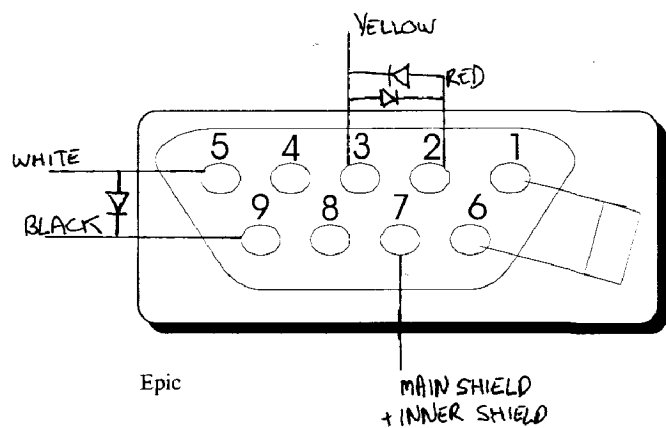 YELLOW
RED
5 4 3 2 1
WHITE
9 8 7 6
BLACK
Epic
MAIN SHIELD
+ INNER SHIELD